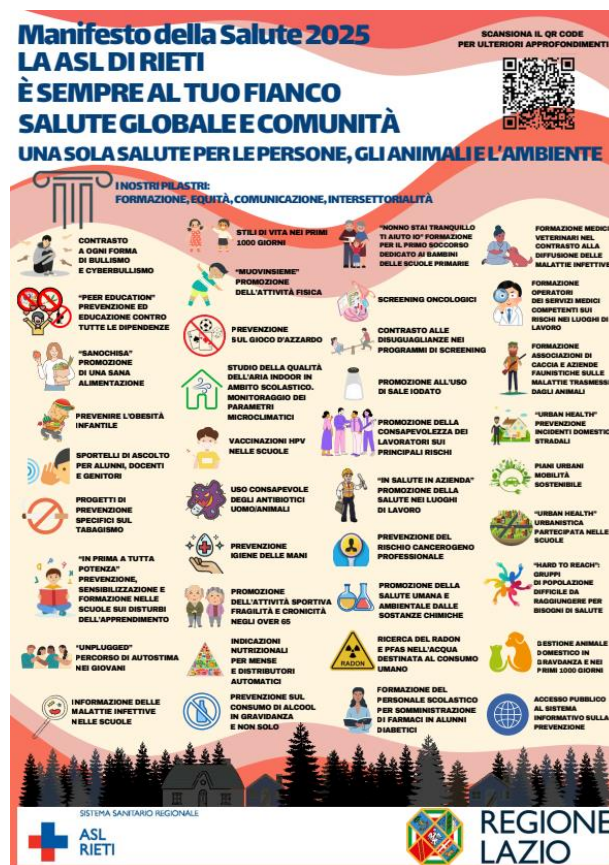 Manifesto della Salute 2025
LA ASL DI RIETI
È SEMPRE AL TUO FIANCO
SALUTE GLOBALE E COMUNITÀ
UNA SOLA SALUTE PER LE PERSONE, GLI ANIMALI E L'AMBIENTE
SCANSIONA IL QR CODE
PER ULTERIORI APPROFONDIMENTI
I NOSTRI PILASTRI:
FORMAZIONE, EQUITÀ, COMUNICAZIONE, INTERSETTORIALITÀ
CONTRASTO
A OGNI FORMA
DI BULLISMO
E CYBERBULLISMO
"PEER EDUCATION"
PREVENZIONE ED
EDUCAZIONE CONTRO
TUTTE LE DIPENDENZE
"SANOCHISA"
PROMOZIONE
DI UNA SANA
ALIMENTAZIONE
PREVENIRE L'OBESITÀ
INFANTILE
SPORTELLI DI ASCOLTO
PER ALUNNI, DOCENTI
E GENITORI
PROGETTI DI
PREVENZIONE
SPECIFICI SUL
TABAGISMO
"IN PRIMA A TUTTA
POTENZA"
PREVENZIONE,
SENSIBILIZZAZIONE E
FORMAZIONE NELLE
SCUOLE SUI DISTURBI
DELL'APPRENDIMENTO
"UNPLUGGED"
PERCORSO DI AUTOSTIMA
NEI GIOVANI
INFORMAZIONE DELLE
MALATTIE INFETTIVE
NELLE SCUOLE
STILI DI VITA NEI PRIMI
1000 GIORNI
"MUOVINSIEME"
PROMOZIONE
DELL'ATTIVITÀ FISICA
PREVENZIONE
SUL GIOCO D'AZZARDO
STUDIO DELLA QUALITÀ
DELL'ARIA INDOOR IN
AMBITO SCOLASTICO.
MONITORAGGIO DEI
PARAMETRI
MICROCLIMATICI
VACCINAZIONI HPV
NELLE SCUOLE
USO CONSAPEVOLE
DEGLI ANTIBIOTICI
UOMO/ANIMALI
PREVENZIONE
IGIENE DELLE MANI
PROMOZIONE
DELL'ATTIVITÀ SPORTIVA
FRAGILITÀ E CRONICITÀ
NEGLI OVER 65
INDICAZIONI
NUTRIZIONALI
PER MENSE
E DISTRIBUTORI
AUTOMATICI
PREVENZIONE SUL
CONSUMO DI ALCOOL
IN GRAVIDANZA
E NON SOLO
"NONNO STAI TRANQUILLO
TI AIUTO IO" FORMAZIONE
PER IL PRIMO SOCCORSO
DEDICATO AI BAMBINI
DELLE SCUOLE PRIMARIE
SCREENING ONCOLOGICI
CONTRASTO ALLE
DISUGUAGLIANZE NEI
PROGRAMMI DI SCREENING
PROMOZIONE ALL'USO
DI SALE IODATO
PROMOZIONE DELLA
CONSAPEVOLEZZA DEI
LAVORATORI SUI
PRINCIPALI RISCHI
"IN SALUTE IN AZIENDA"
PROMOZIONE DELLA
SALUTE NEI LUOGHI
DI LAVORO
PREVENZIONE DEL
RISCHIO CANCEROGENO
PROFESSIONALE
PROMOZIONE DELLA
SALUTE UMANA E
AMBIENTALE DALLE
SOSTANZE CHIMICHE
RADON
RICERCA DEL RADON
E PFAS NELL'ACQUA
DESTINATA AL CONSUMO
UMANO
FORMAZIONE DEL
PERSONALE SCOLASTICO
PER SOMMINISTRAZIONE
DI FARMACI IN ALUNNI
DIABETICI
FORMAZIONE MEDICI
VETERINARI NEL
CONTRASTO ALLA
DIFFUSIONE DELLE
MALATTIE INFETTIVE
FORMAZIONE
OPERATORI
DEI SERVIZI MEDICI
COMPETENTI SUI
RISCHI NEI LUOGHI DI
LAVORO
FORMAZIONE
ASSOCIAZIONI DI
CACCIA E AZIENDE
FAUNISTICHE SULLE
MALATTIE TRASMESSE
DAGLI ANIMALI
"URBAN HEALTH"
PREVENZIONE
INCIDENTI DOMESTICI
STRADALI
PIANI URBANI
MOBILITÀ
SOSTENIBILE
"URBAN HEALTH"
URBANISTICA
PARTECIPATA NELLE
SCUOLE
"HARD TO REACH":
GRUPPI
DI POPOLAZIONE
DIFFICILE DA
RAGGIUNGERE PER
BISOGNI DI SALUTE
GESTIONE ANIMALE
DOMESTICO IN
GRAVDANZA E NEI
PRIMI 1000 GIORNI
ACCESSO PUBBLICO
AL SISTEMA
INFORMATIVO SULLA
PREVENZIONE
SISTEMA SANITARIO REGIONALE
ASL
RIETI
REGIONE
LAZIO